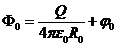 Φ₀ = Q / (4πε₀R₀) + φ₀